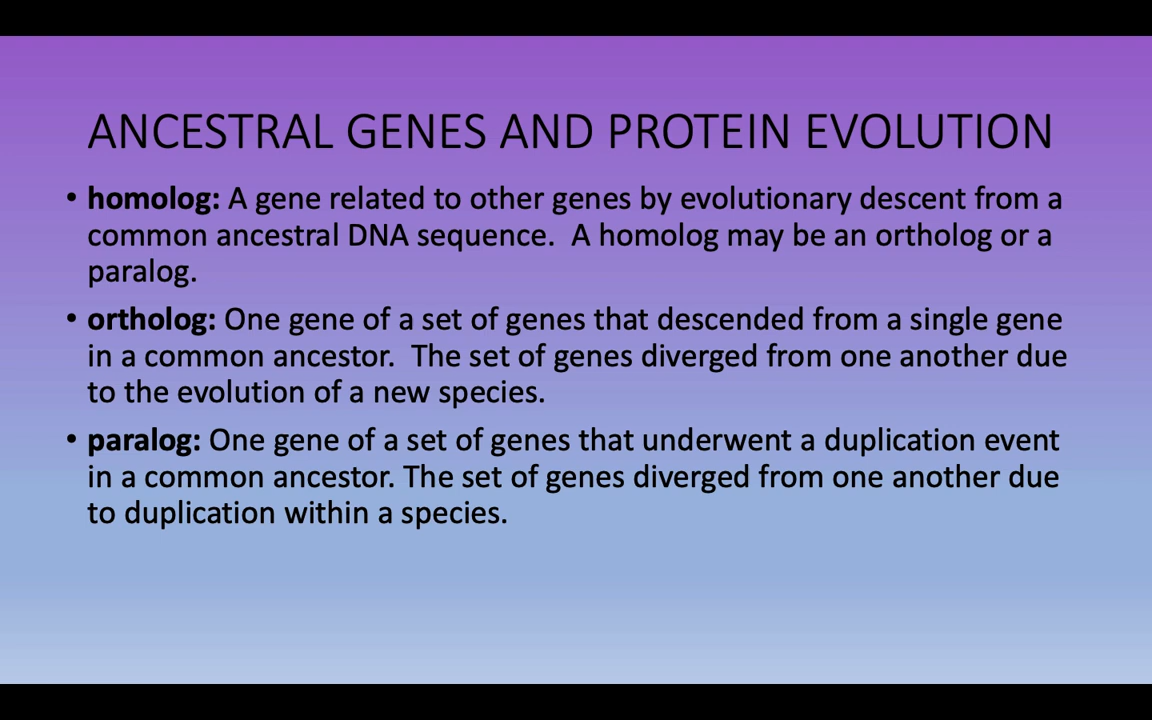 ANCESTRAL GENES AND PROTEIN EVOLUTION
• homolog: A gene related to other genes by evolutionary descent from a
common ancestral DNA sequence.  A homolog may be an ortholog or a
paralog.
• ortholog: One gene of a set of genes that descended from a single gene
in a common ancestor.  The set of genes diverged from one another due
to the evolution of a new species.
• paralog: One gene of a set of genes that underwent a duplication event
in a common ancestor. The set of genes diverged from one another due
to duplication within a species.